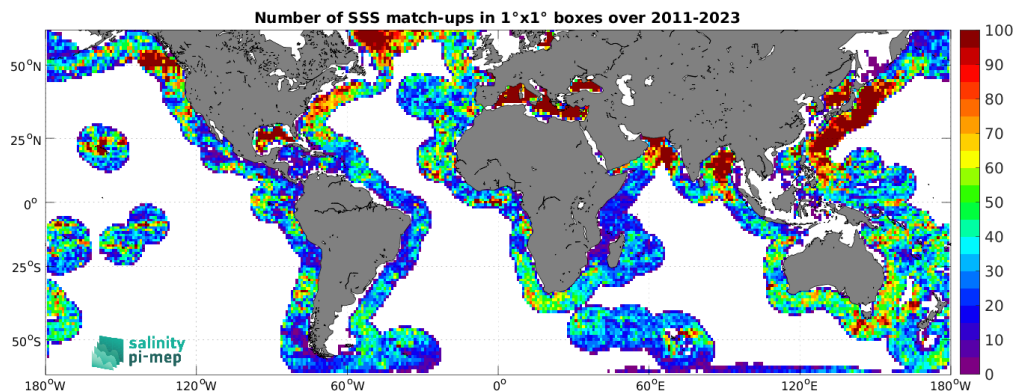 Number of SSS match-ups in 1°x1° boxes over 2011-2023
50°N
25°N
0°
25°S
50°S
180°W
120°W
60°W
0°
60°E
120°E
180°W
100
90
80
70
60
50
40
30
20
10
0
salinity
pi-mep